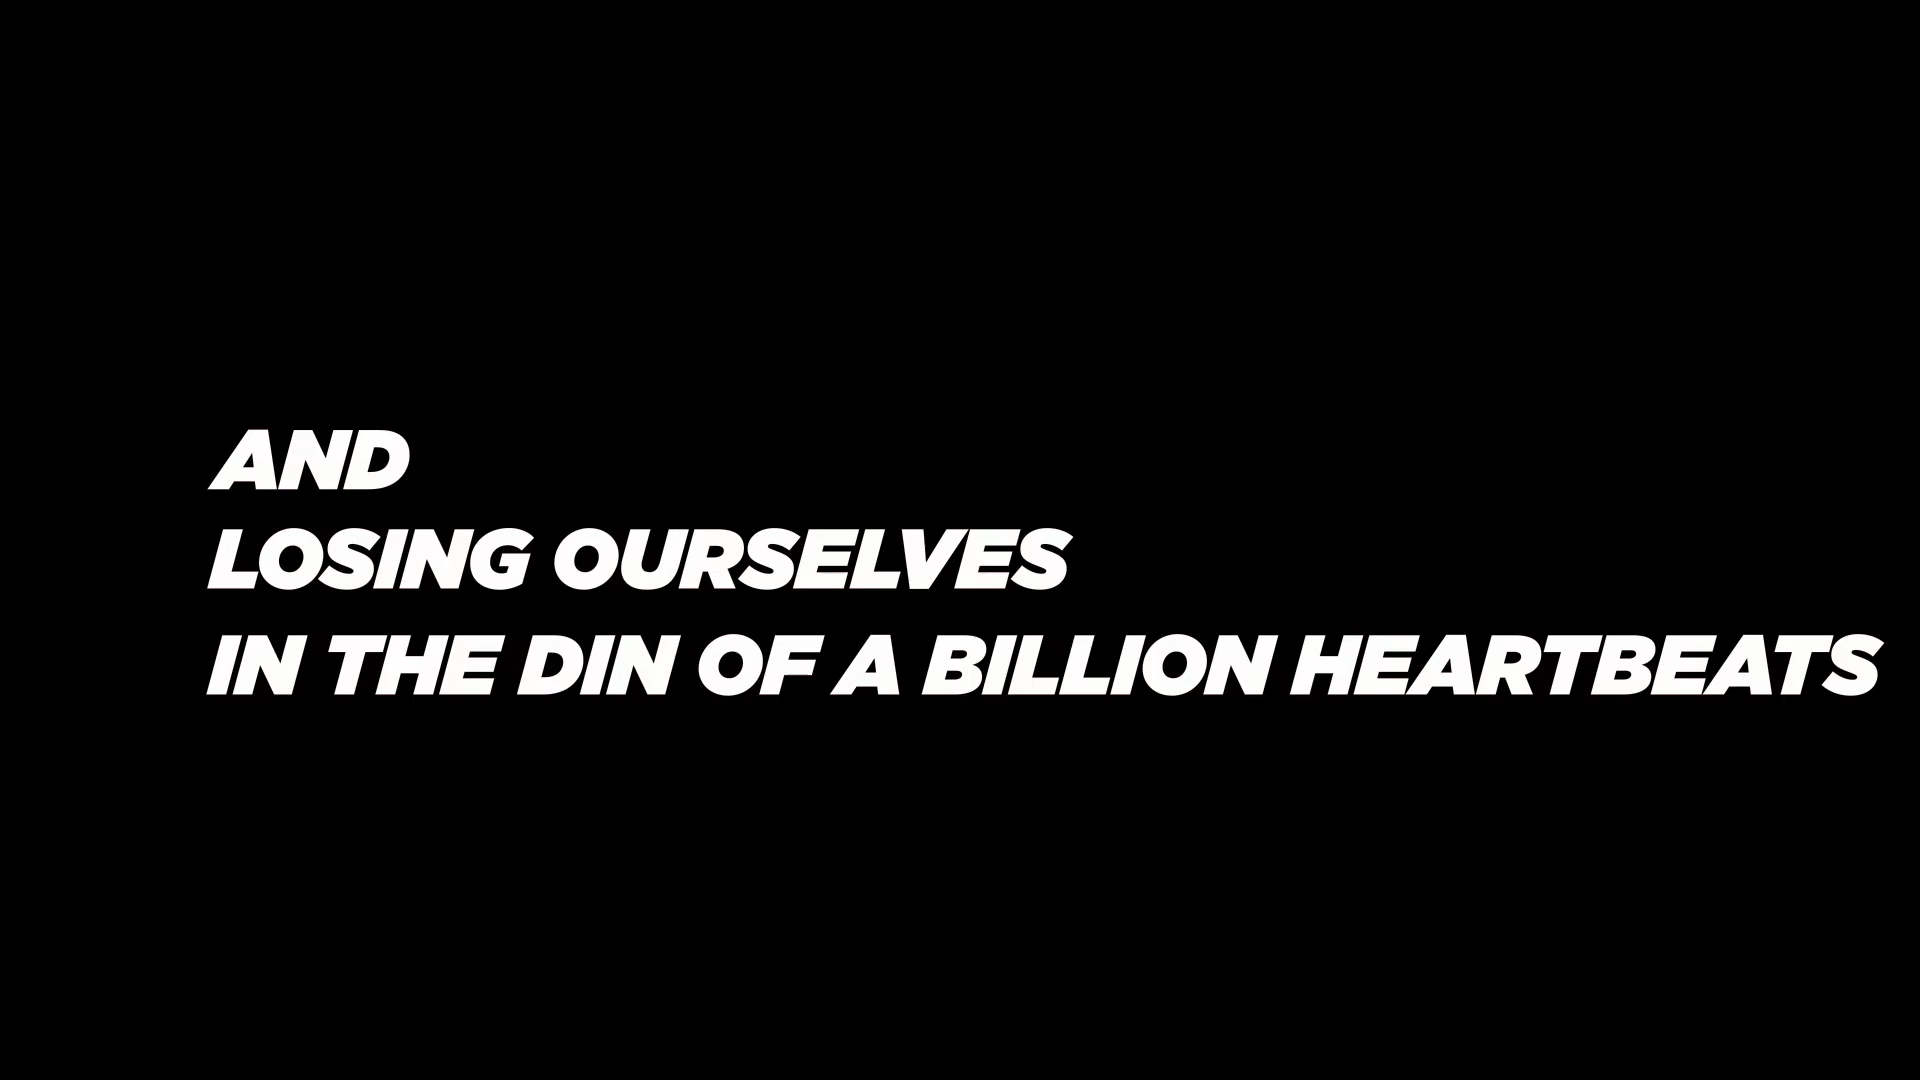 AND
LOSING OURSELVES
IN THE DIN OF A BILLION HEARTBEATS